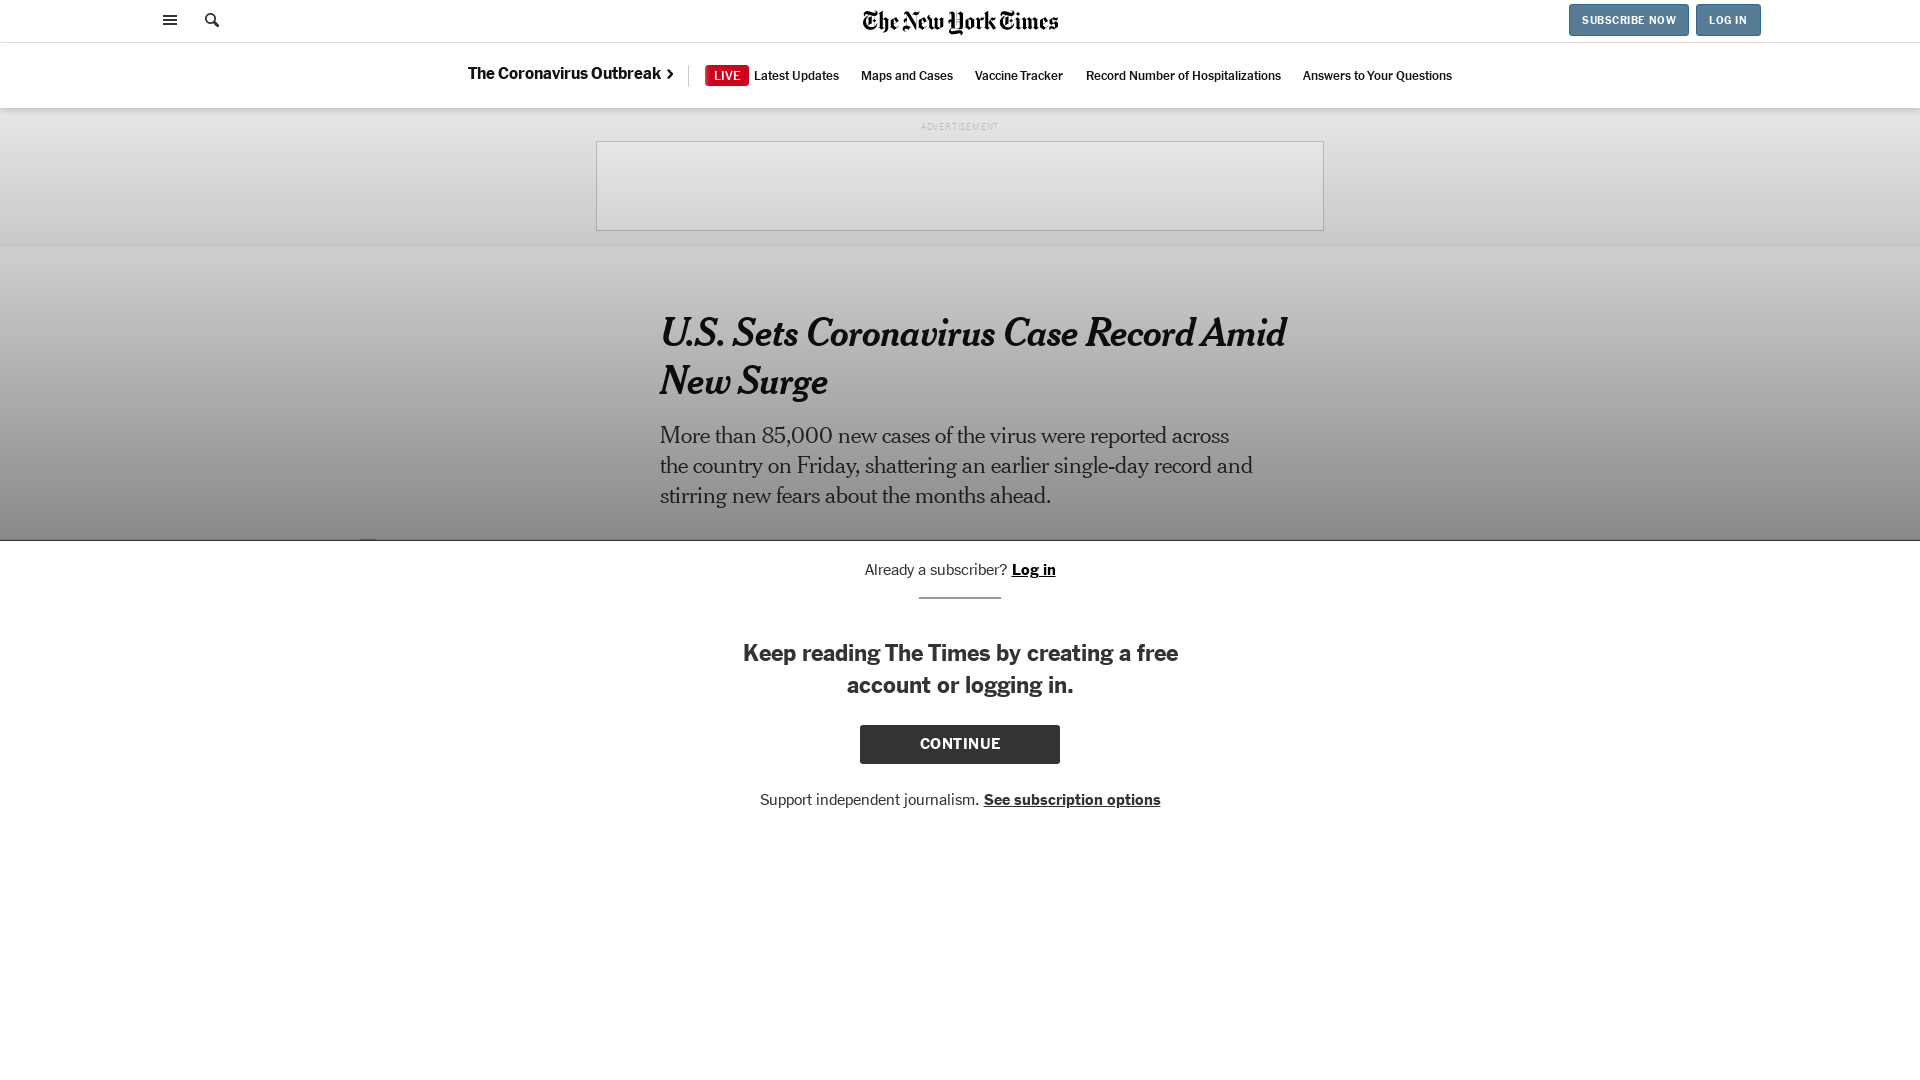 The New York Times
SUBSCRIBE NOW
LOG IN
The Coronavirus Outbreak
LIVE Latest Updates
Maps and Cases
Vaccine Tracker
Record Number of Hospitalizations
Answers to Your Questions
ADVERTISEMENT
U.S. Sets Coronavirus Case Record Amid
New Surge
More than 85,000 new cases of the virus were reported across
the country on Friday, shattering an earlier single-day record and
stirring new fears about the months ahead.
Already a subscriber? Log in
Keep reading The Times by creating a free
account or logging in.
CONTINUE
Support independent journalism. See subscription options